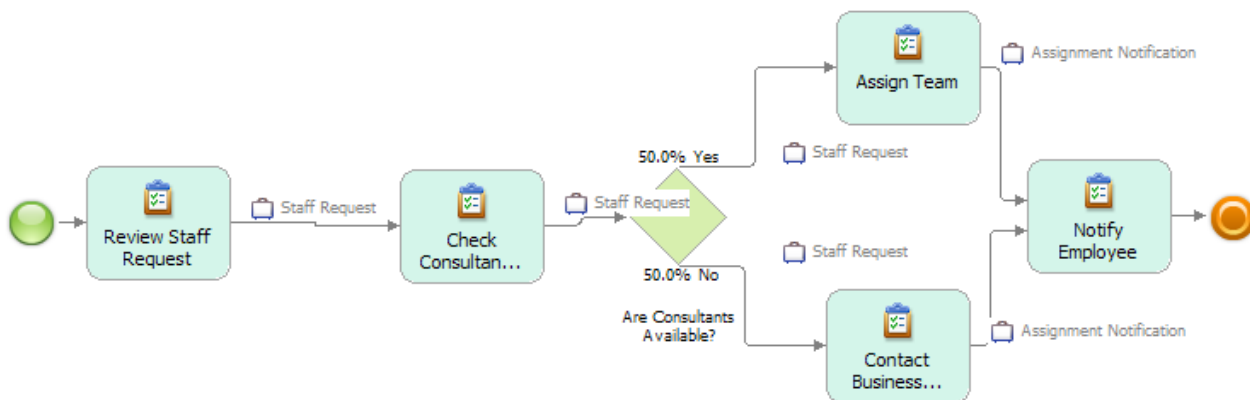 Assignment Notification
Assign Team
50.0% Yes
Staff Request
Staff Request
Staff Request
Review Staff
Request
Check
Consultan...
Notify
Employee
Staff Request
50.0% No
Are Consultants
Available?
Assignment Notification
Contact
Business...